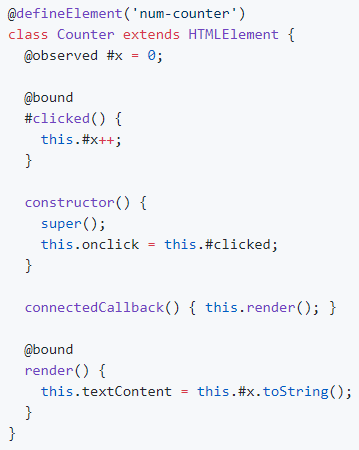 @defineElement('num-counter')
class Counter extends HTMLElement {
  @observed #x = 0;

  @bound
  #clicked() {
    this.#x++;
  }

  constructor() {
    super();
    this.onclick = this.#clicked;
  }

  connectedCallback() { this.render(); }

  @bound
  render() {
    this.textContent = this.#x.toString();
  }
}